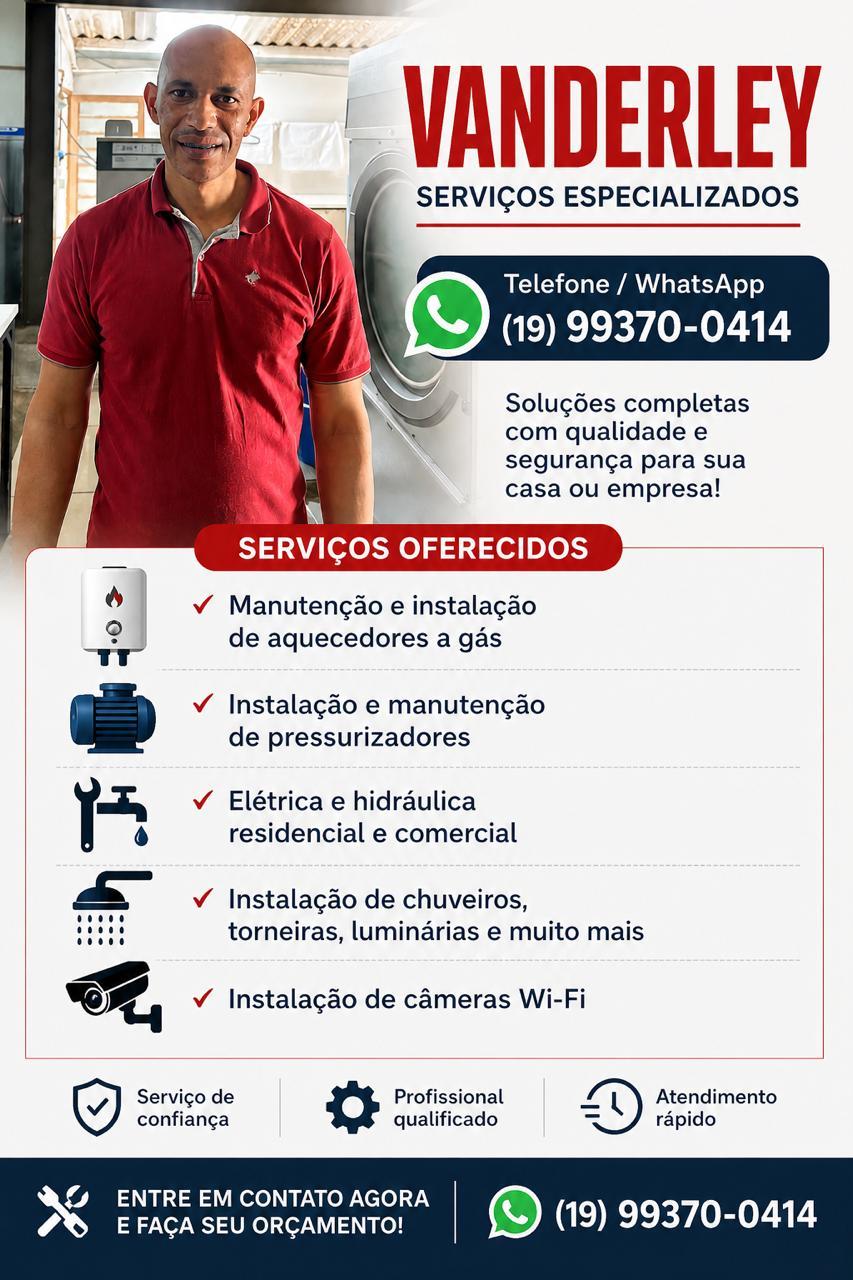 VANDERLEY
SERVIÇOS ESPECIALIZADOS
Telefone / WhatsApp
(19) 99370-0414
Soluções completas
com qualidade e
segurança para sua
casa ou empresa!
SERVIÇOS OFERECIDOS
Manutenção e instalação
de aquecedores a gás
Instalação e manutenção
de pressurizadores
Elétrica e hidráulica
residencial e comercial
Instalação de chuveiros,
torneiras, luminárias e muito mais
Instalação de câmeras Wi-Fi
Serviço de
confiança
Profissional
qualificado
Atendimento
rápido
ENTRE EM CONTATO AGORA
E FAÇA SEU ORÇAMENTO!
(19) 99370-0414